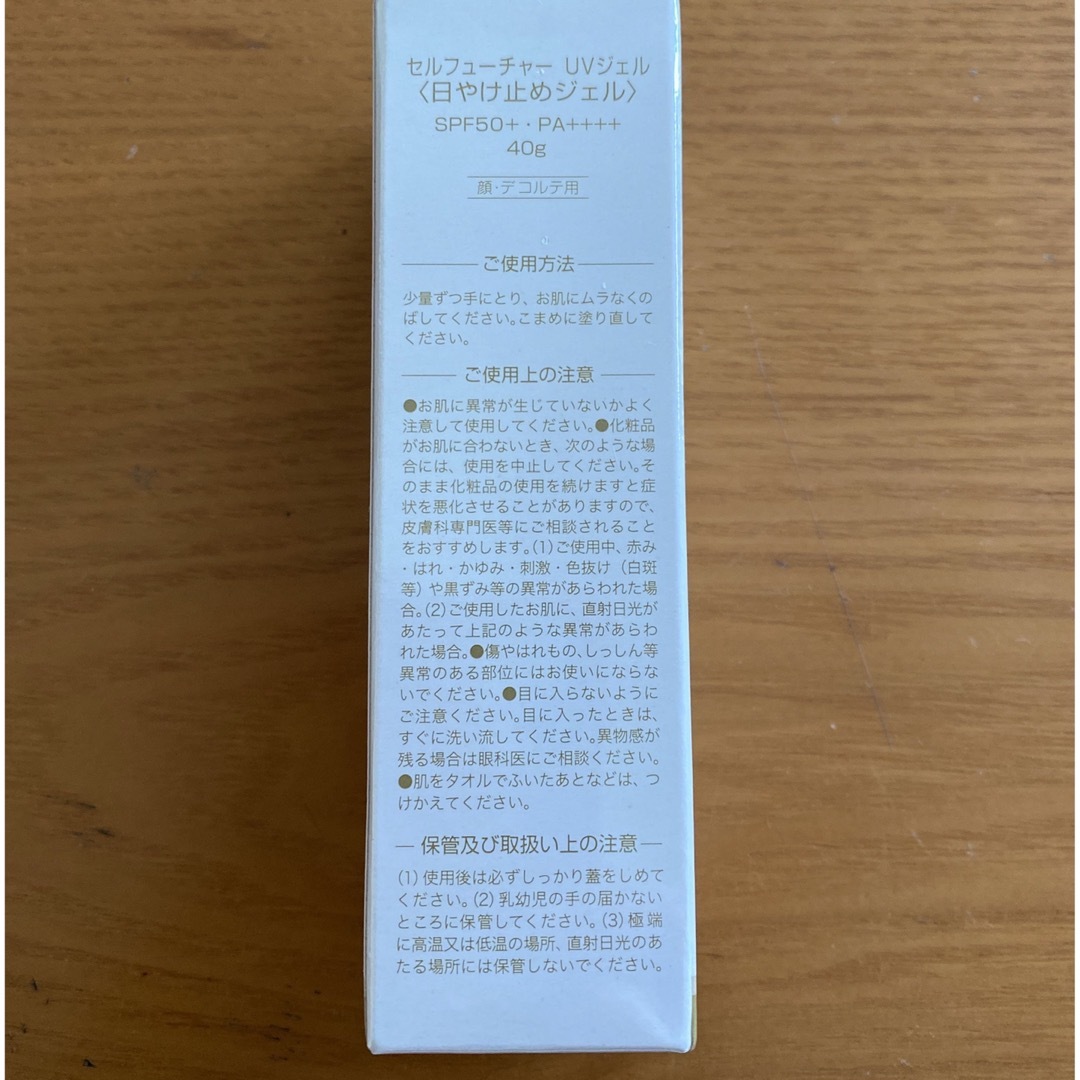 セルフューチャー UVジェル
〈日やけ止めジェル〉
SPF50+・PA++++
40g
顔・デコルテ用
ご使用方法
少量ずつ手にとり、お肌にムラなくの
ばしてください。こまめに塗り直して
ください。
ご使用上の注意
●お肌に異常が生じていないかよく
注意して使用してください。●化粧品
がお肌に合わないとき、次のような場
合には、使用を中止してください。そ
のまま化粧品の使用を続けますと症
状を悪化させることがありますので、
皮膚科専門医等にご相談されること
をおすすめします。(1)ご使用中、赤み
・はれ・かゆみ・刺激・色抜け（白斑
等）や黒ずみ等の異常があらわれた場
合。(2)ご使用したお肌に、直射日光が
あたって上記のような異常があらわ
れた場合。●傷やはれもの、しっしん等
異常のある部位にはお使いにならな
いでください。●目に入らないように
ご注意ください。目に入ったときは、
すぐに洗い流してください。異物感が
残る場合は眼科医にご相談ください。
●肌をタオルでふいたあとなどは、つ
けかえてください。
保管及び取扱い上の注意
(1)使用後は必ずしっかり蓋をしめて
ください。(2)乳幼児の手の届かない
ところに保管してください。(3)極端
に高温又は低温の場所、直射日光のあ
たる場所には保管しないでください。